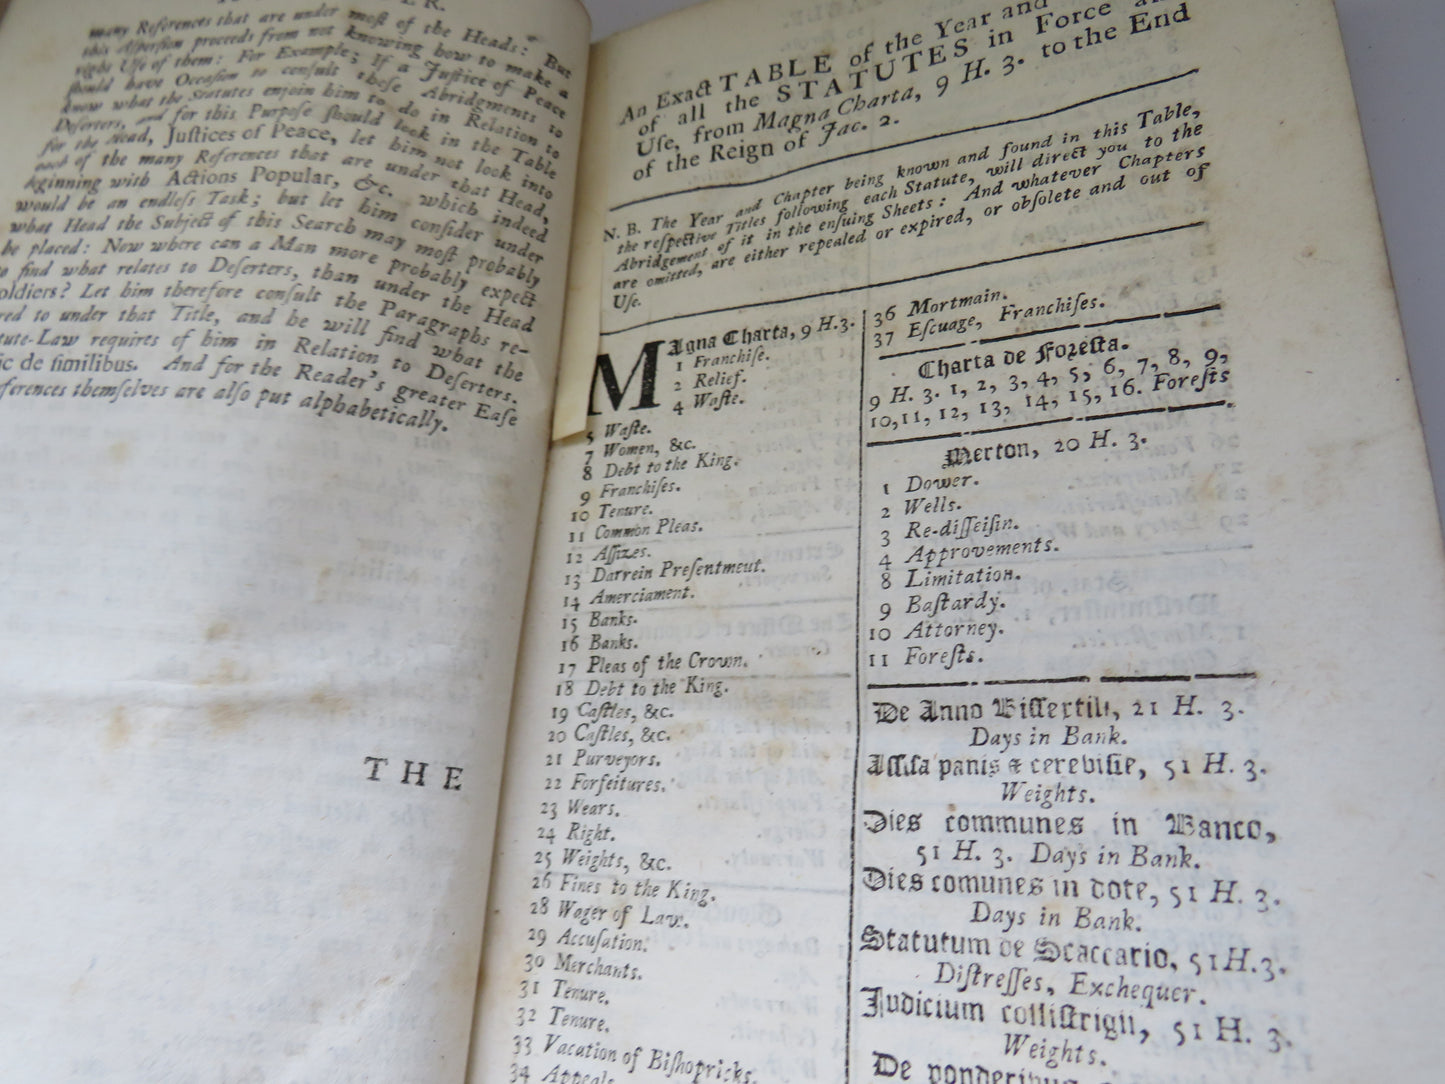 many References that are under moſt of the Heads: But
this Aſperſion proceeds from not knowing how to make a
right Uſe of them: For Example; If a Juſtice of Peace
ſhould have Occaſion to conſult theſe Abridgments to
know what the Statutes enjoin him to do in Relation to
Deſerters, and for this Purpoſe ſhould look in the Table
for the Head, Juſtices of Peace, let him not look into
each of the many References that are under that Head,
beginning with Actions Popular, &c. which indeed
would be an endleſs Task; but let him conſider under
what Head the Subject of this Search may moſt probably
be placed: Now where can a Man more probably expect
to find what relates to Deſerters, than under the Head
Soldiers? Let him therefore conſult the Paragraphs re-
to under that Title, and he will find what the
Law requires of him in Relation to Deſerters.
de ſimilibus. And for the Reader's greater Eaſe
themſelves are alſo put alphabetically.
THE
An Exact TABLE of the Year and
of all the STATUTES in Force
Uſe, from Magna Charta, 9 H. 3. to the End
of the Reign of Jac. 2.
N. B. The Year and Chapter being known and found in this Table,
the reſpective Titles following each Statute, will direct you to the
Abridgement of it in the enſuing Sheets: And whatever Chapters
are omitted, are either repealed or expired, or obſolete and out of
Uſe.
MAgna Charta, 9 H. 3.
1 Franchiſe.
2 Relief.
4 Waſte.
5 Waſte.
7 Women, &c.
8 Debt to the King.
9 Franchiſes.
10 Tenure.
11 Common Pleas.
12 Aſſizes.
13 Darrein Preſentment.
14 Amerciament.
15 Banks.
16 Banks.
17 Pleas of the Crown.
18 Debt to the King.
19 Caſtles, &c.
20 Caſtles, &c.
21 Purveyors.
22 Forfeitures.
23 Wears.
24 Right.
25 Weights, &c.
26 Fines to the King.
28 Wager of Law.
29 Accuſation.
30 Merchants.
31 Tenure.
32 Tenure.
33 Vacation of Biſhopricks.
34 Appeals
36 Mortmain.
37 Eſcuage, Franchiſes.
Charta de Foreſta.
9 H. 3. 1, 2, 3, 4, 5, 6, 7, 8, 9,
10, 11, 12, 13, 14, 15, 16. Foreſts
Merton, 20 H. 3.
1 Dower.
2 Wells.
3 Re-diſſeiſin.
4 Approvements.
8 Limitation.
9 Baſtardy.
10 Attorney.
11 Foreſts.
De Anno Biſſextili, 21 H. 3.
Days in Bank.
Aſſiſa panis & cereviſie, 51 H. 3.
Weights.
Dies communes in Banco,
51 H. 3. Days in Bank.
Dies comunes in dote, 51 H. 3.
Days in Bank.
Statutum de Scaccario, 51 H. 3.
Diſtreſſes, Exchequer.
Judicium colliſtrigii, 51 H. 3.
Weights.
De ponderibus